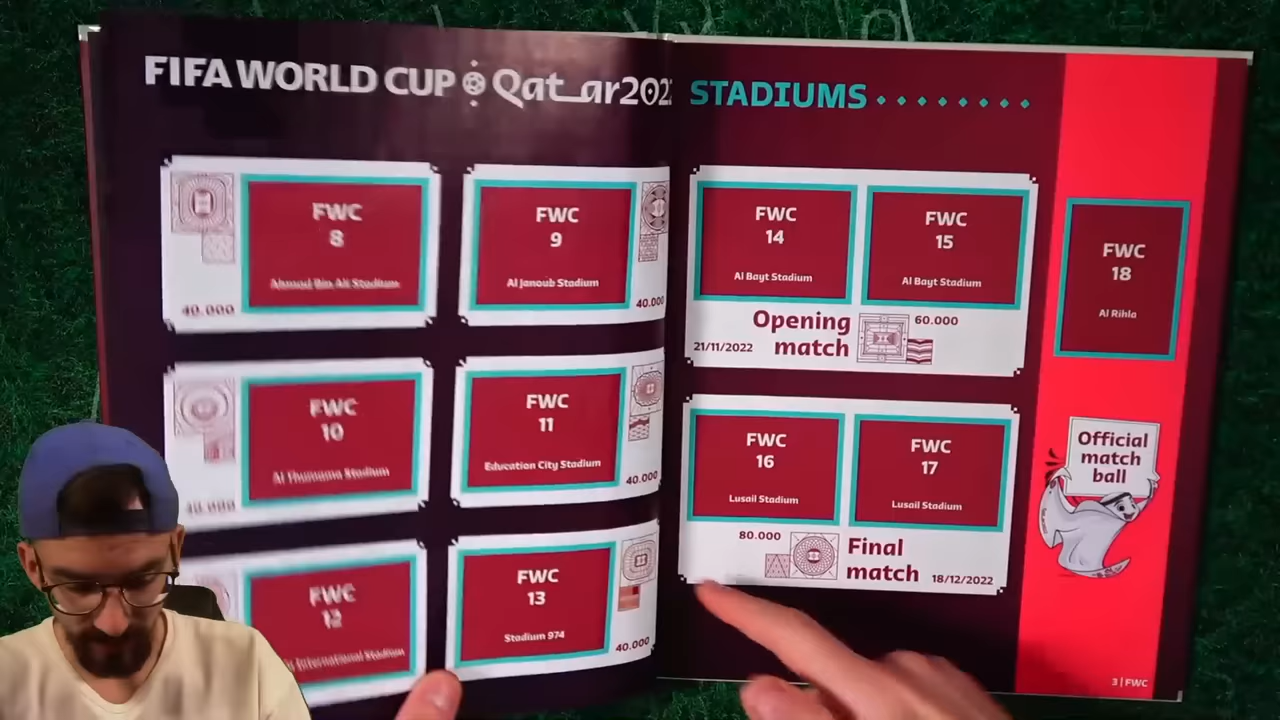 FIFA WORLD CUP Qatar2022
FWC
8
Ahmad Bin Ali Stadium
40.000
FWC
9
Al Janoub Stadium
40.000
FWC
10
Al Thumama Stadium
40.000
FWC
11
Education City Stadium
40.000
FWC
12
International Stadium
FWC
13
Stadium 974
40.000
STADIUMS
FWC
14
Al Bayt Stadium
FWC
15
Al Bayt Stadium
21/11/2022
Opening
match
60.000
FWC
16
Lusail Stadium
FWC
17
Lusail Stadium
80.000
Final
match
18/12/2022
FWC
18
Al Rihla
Official
match
ball
3 | FWC